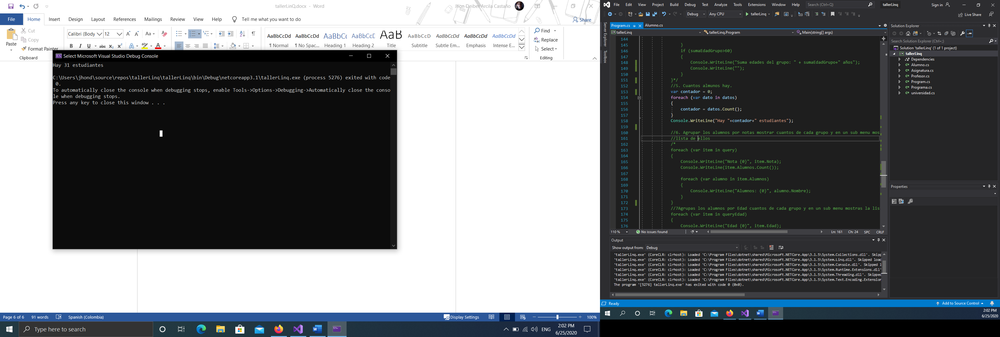 tallerLinQ.docx - Word
Jhon Deiber Arcila Castaño
File Home Insert Design Layout References Mailings Review View Help Tell me what you want to do
Share
Cut
Copy
Paste
Format Painter
Clipboard
Calibri (Body 12
Aa
AaBbCcDd AaBbCcDd AaBbCc AaBbCcD AaB AaBbCcD AaBbCcDd AaBbCcDd AaBbCcDd
¶ Normal ¶ No Spac... Heading 1 Heading 2 Title Subtitle Subtle Em... Emphasis Intense E...
Find
Replace
Select
Editing
Select Microsoft Visual Studio Debug Console
Hay 31 estudiantes
C:\Users\jhond\source\repos\tallerLinq\tallerLinq\bin\Debug\netcoreapp3.1\tallerLinq.exe (process 5276) exited with code
0.
To automatically close the console when debugging stops, enable Tools->Options->Debugging->Automatically close the conso
le when debugging stops.
Press any key to close this window . . .
Page 6 of 6 91 words Spanish (Colombia) Display Settings 100%
Type here to search
ENG
2:02 PM
6/25/2020
File Edit View Project Build Debug Test Analyze Tools Extensions Window Help Search (Ctrl+Q) tallerLinq Sign in
Debug Any CPU tallerLinq Live Share
Server Explorer
Toolbox
Program.cs Alumno.cs
tallerLinq tallerLinq.Program Main(string[] args)
144
145 }
146 if (sumaEdadGrupo>60)
147 {
148 Console.WriteLine("Suma edades del grupo: " + sumaEdadGrupo+" años");
149 Console.WriteLine("");
150 }
151 }*/
152 //5. Cuantos almunos hay.
153 var contador = 0;
154 foreach (var dato in datos)
155 {
156 contador = datos.Count();
157 }
158 Console.WriteLine("Hay "+contador+" estudiantes");
159
160 //6. Agrupar los alumnos por notas mostrar cuantos de cada grupo y en un sub menu mos
161 //lista de ellos
162 /*
163 foreach (var item in query)
164 {
165 Console.WriteLine("Nota {0}", item.Nota);
166 Console.WriteLine(item.Alumnos.Count());
167
168 foreach (var alumno in item.Alumnos)
169 {
170 Console.WriteLine("Alumnos: {0}", alumno.Nombre);
171 }
172 }
173 //7Agrupas los alumnos por Edad cuantos de cada grupo y en un sub menu mostras la lis
174 foreach (var item in queryEdad)
175 {
176 Console.WriteLine("Edad {0}", item.Edad);
110 % No issues found Ln: 161 Ch: 24 SPC CRLF
Output
Show output from: Debug
'tallerLinq.exe' (CoreCLR: clrhost): Loaded 'C:\Program Files\dotnet\shared\Microsoft.NETCore.App\3.1.5\System.Collections.dll'. Skipp
'tallerLinq.exe' (CoreCLR: clrhost): Loaded 'C:\Program Files\dotnet\shared\Microsoft.NETCore.App\3.1.5\System.Linq.dll'. Skipped load
'tallerLinq.exe' (CoreCLR: clrhost): Loaded 'C:\Program Files\dotnet\shared\Microsoft.NETCore.App\3.1.5\System.Console.dll'. Skipped l
'tallerLinq.exe' (CoreCLR: clrhost): Loaded 'C:\Program Files\dotnet\shared\Microsoft.NETCore.App\3.1.5\System.Runtime.Extensions.dll'
'tallerLinq.exe' (CoreCLR: clrhost): Loaded 'C:\Program Files\dotnet\shared\Microsoft.NETCore.App\3.1.5\System.Threading.dll'. Skipped
'tallerLinq.exe' (CoreCLR: clrhost): Loaded 'C:\Program Files\dotnet\shared\Microsoft.NETCore.App\3.1.5\System.Text.Encoding.Extension
The program '[5276] tallerLinq.exe' has exited with code 0 (0x0).
Solution Explorer
Search Solution Explorer (Ctrl+;)
Solution 'tallerLinq' (1 of 1 project)
tallerLinq
Dependencies
Alumno.cs
Asignatura.cs
Profesor.cs
Program.cs
Programa.cs
universidad.cs
Properties
Ready Add to Source Control
2:02 PM
6/25/2020